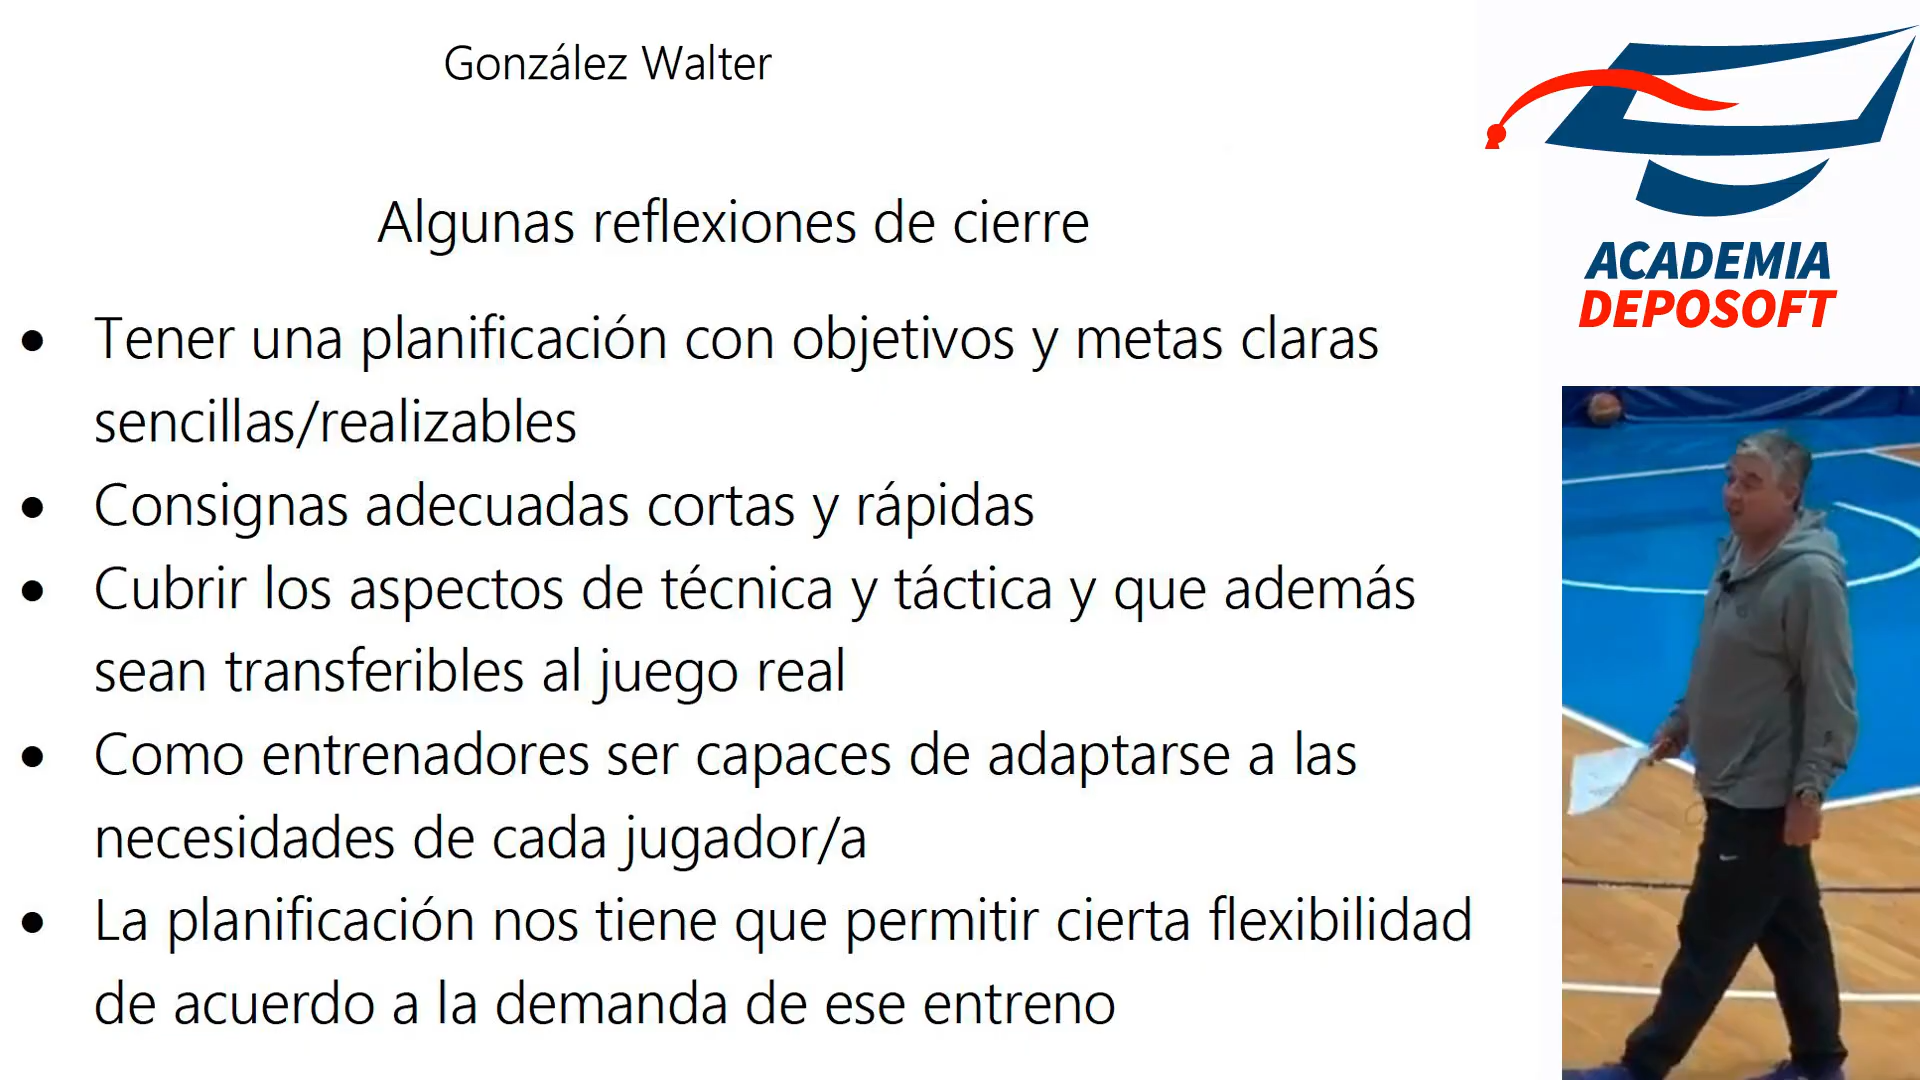 González Walter
Algunas reflexiones de cierre
• Tener una planificación con objetivos y metas claras
sencillas/realizables
• Consignas adecuadas cortas y rápidas
• Cubrir los aspectos de técnica y táctica y que además
sean transferibles al juego real
• Como entrenadores ser capaces de adaptarse a las
necesidades de cada jugador/a
• La planificación nos tiene que permitir cierta flexibilidad
de acuerdo a la demanda de ese entreno
ACADEMIA
DEPOSOFT